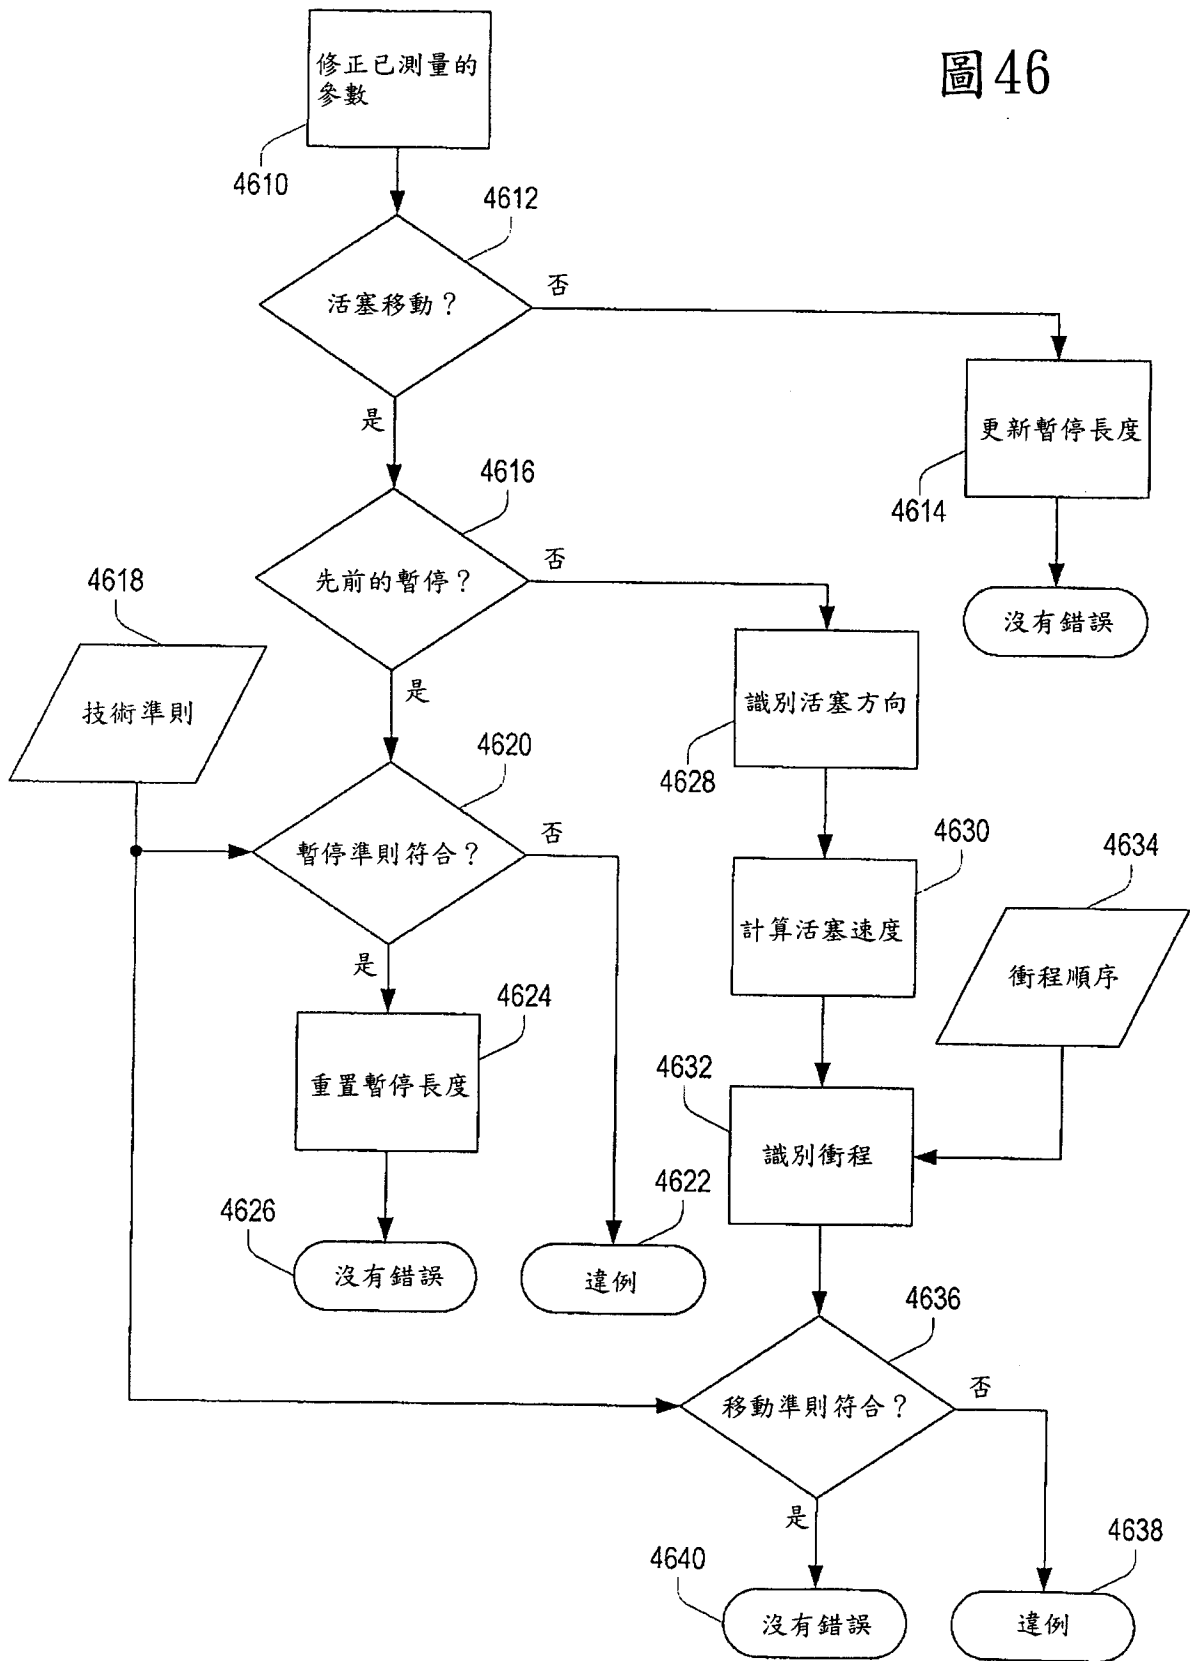 圖46
修正已測量的
參數
4610
4612
活塞移動？
否
是
更新暫停長度
4614
沒有錯誤
4616
先前的暫停？
否
是
4618
技術準則
識別活塞方向
4628
4620
暫停準則符合？
否
是
4630
計算活塞速度
4634
衝程順序
4624
重置暫停長度
4632
識別衝程
4626
沒有錯誤
4622
違例
4636
移動準則符合？
否
是
4640
沒有錯誤
4638
違例